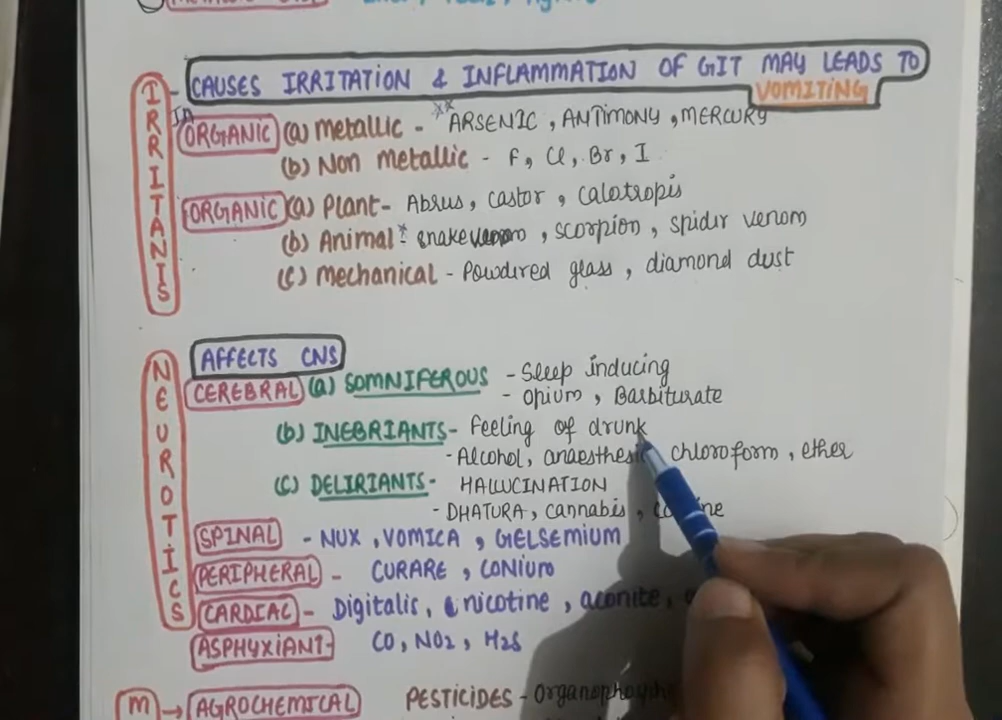 CAUSES IRRITATION & INFLAMMATION OF GIT MAY LEADS TO
VOMITING
IRRITANTS
INORGANIC (a) Metallic - ** ARSENIC, ANTIMONY, MERCURY
(b) Non Metallic - F, Cl, Br, I
ORGANIC (a) Plant - Abrus, castor, calotropis
(b) Animal * snake venom, scorpion, spider venom
(c) Mechanical - Powdired glass, diamond dust
NEUROTICS
AFFECTS CNS
CEREBRAL (a) SOMNIFEROUS - Sleep inducing
- opium, Barbiturate
(b) INEBRIANTS - feeling of drunk
- Alcohol, chloroform, ether
(c) DELIRIANTS - HALLUCINATION
- DHATURA, cannabis,
SPINAL - NUX, VOMICA, GELSEMIUM
PERIPHERAL - CURARE, CONIUM
CARDIAC - Digitalis, nicotine, aconite,
ASPHYXIANT - CO, NO2, H2S
M → AGROCHEMICAL PESTICIDES -